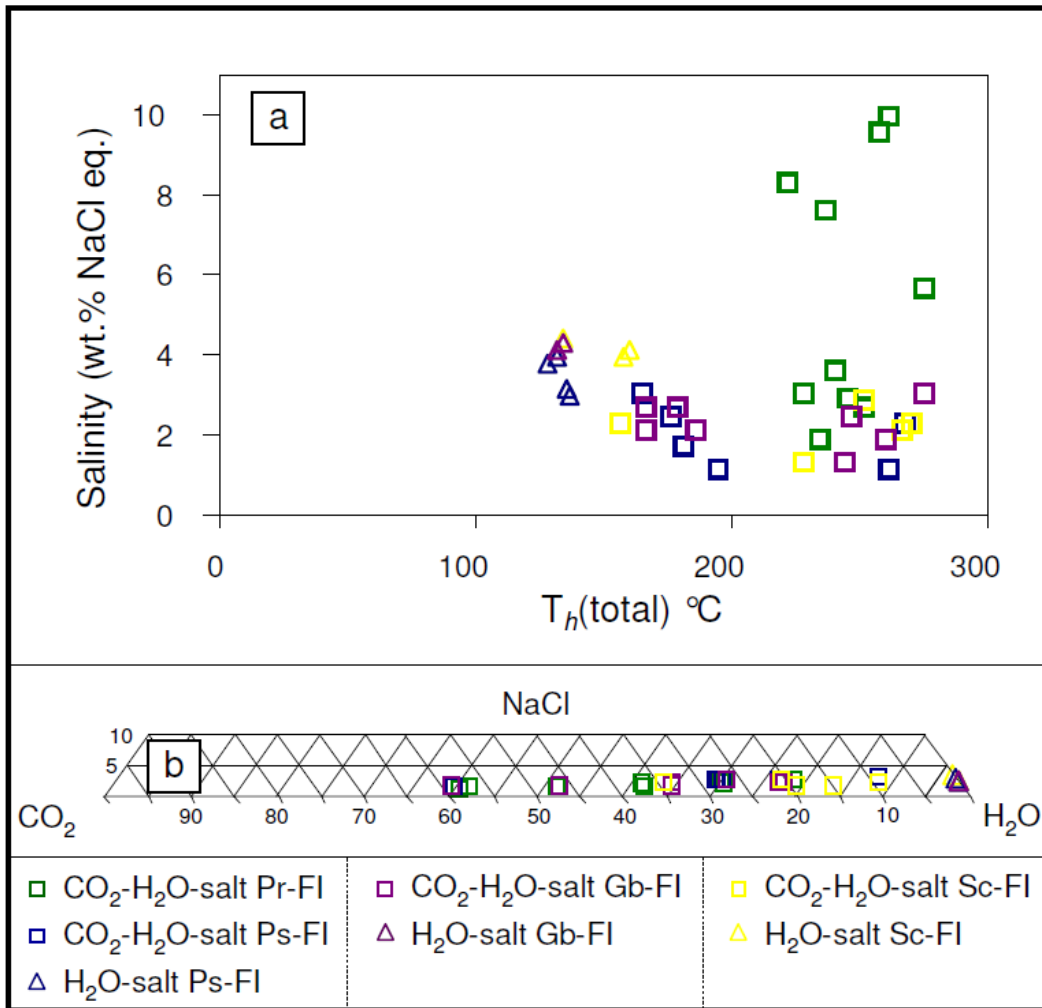 a
Salinity (wt.% NaCl eq.)
10
8
6
4
2
0
0 100 200 300
Tₕ(total) °C
NaCl
10
5
b
CO₂ 90 80 70 60 50 40 30 20 10 H₂O
CO₂-H₂O-salt Pr-FI
CO₂-H₂O-salt Ps-FI
H₂O-salt Ps-FI
CO₂-H₂O-salt Gb-FI
H₂O-salt Gb-FI
CO₂-H₂O-salt Sc-FI
H₂O-salt Sc-FI